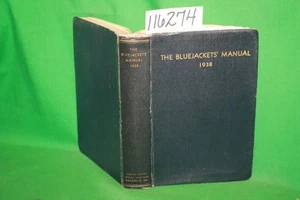 116274
THE
BLUEJACKETS'
MANUAL
1938
THE BLUEJACKETS' MANUAL
1938